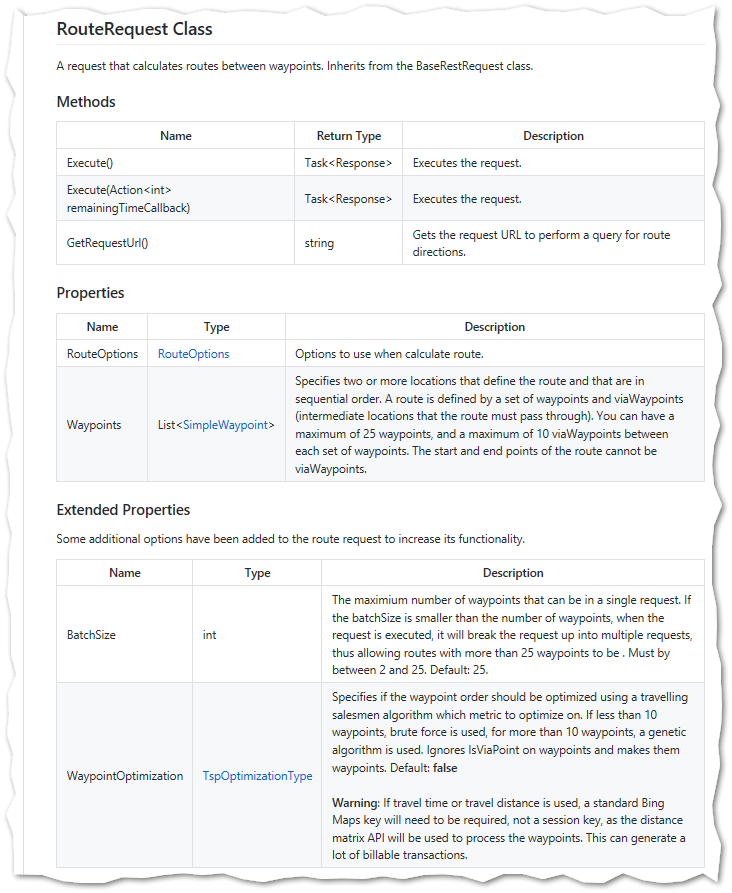 RouteRequest Class
A request that calculates routes between waypoints. Inherits from the BaseRestRequest class.
Methods
Name Return Type Description
Execute() Task<Response> Executes the request.
Execute(Action<int>
remainingTimeCallback) Task<Response> Executes the request.
GetRequestUrl() string Gets the request URL to perform a query for route
directions.
Properties
Name Type Description
RouteOptions RouteOptions Options to use when calculate route.
Waypoints List<SimpleWaypoint> Specifies two or more locations that define the route and that are in
sequential order. A route is defined by a set of waypoints and viaWaypoints
(intermediate locations that the route must pass through). You can have a
maximum of 25 waypoints, and a maximum of 10 viaWaypoints between
each set of waypoints. The start and end points of the route cannot be
viaWaypoints.
Extended Properties
Some additional options have been added to the route request to increase its functionality.
Name Type Description
BatchSize int The maximium number of waypoints that can be in a single request. If
the batchSize is smaller than the number of waypoints, when the
request is executed, it will break the request up into multiple requests,
thus allowing routes with more than 25 waypoints to be . Must by
between 2 and 25. Default: 25.
WaypointOptimization TspOptimizationType Specifies if the waypoint order should be optimized using a travelling
salesmen algorithm which metric to optimize on. If less than 10
waypoints, brute force is used, for more than 10 waypoints, a genetic
algorithm is used. Ignores IsViaPoint on waypoints and makes them
waypoints. Default: false
Warning: If travel time or travel distance is used, a standard Bing
Maps key will need to be required, not a session key, as the distance
matrix API will be used to process the waypoints. This can generate a
lot of billable transactions.